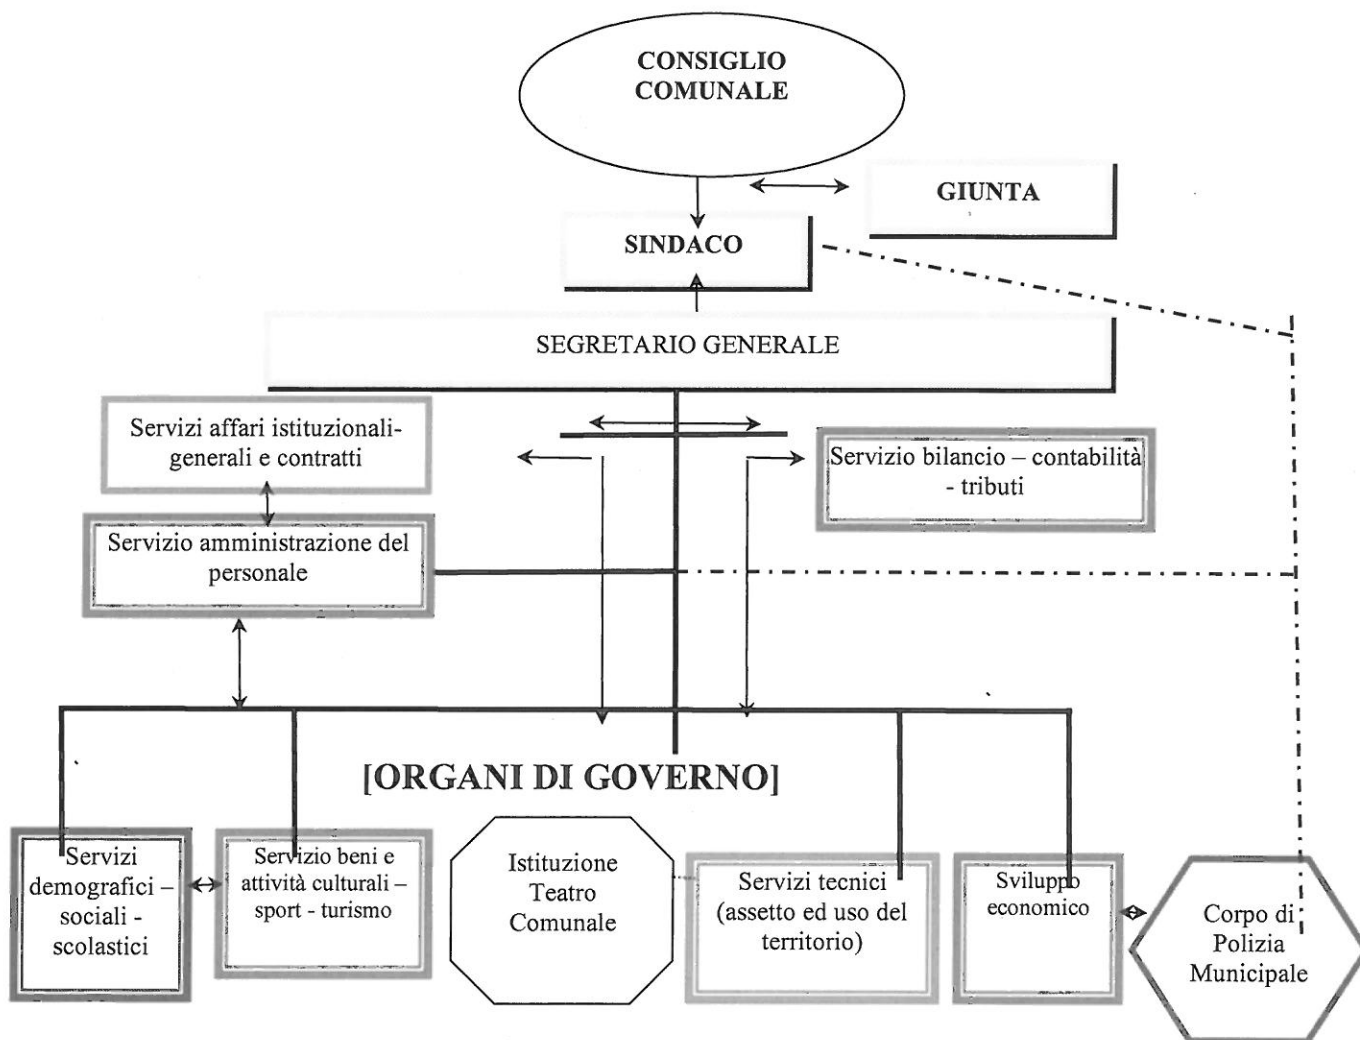 CONSIGLIO
COMUNALE
GIUNTA
SINDACO
SEGRETARIO GENERALE
Servizi affari istituzionali-
generali e contratti
Servizio bilancio – contabilità
- tributi
Servizio amministrazione del
personale
[ORGANI DI GOVERNO]
Servizi
demografici –
sociali -
scolastici
Servizio beni e
attività culturali –
sport - turismo
Istituzione
Teatro
Comunale
Servizi tecnici
(assetto ed uso del
territorio)
Sviluppo
economico
Corpo di
Polizia
Municipale